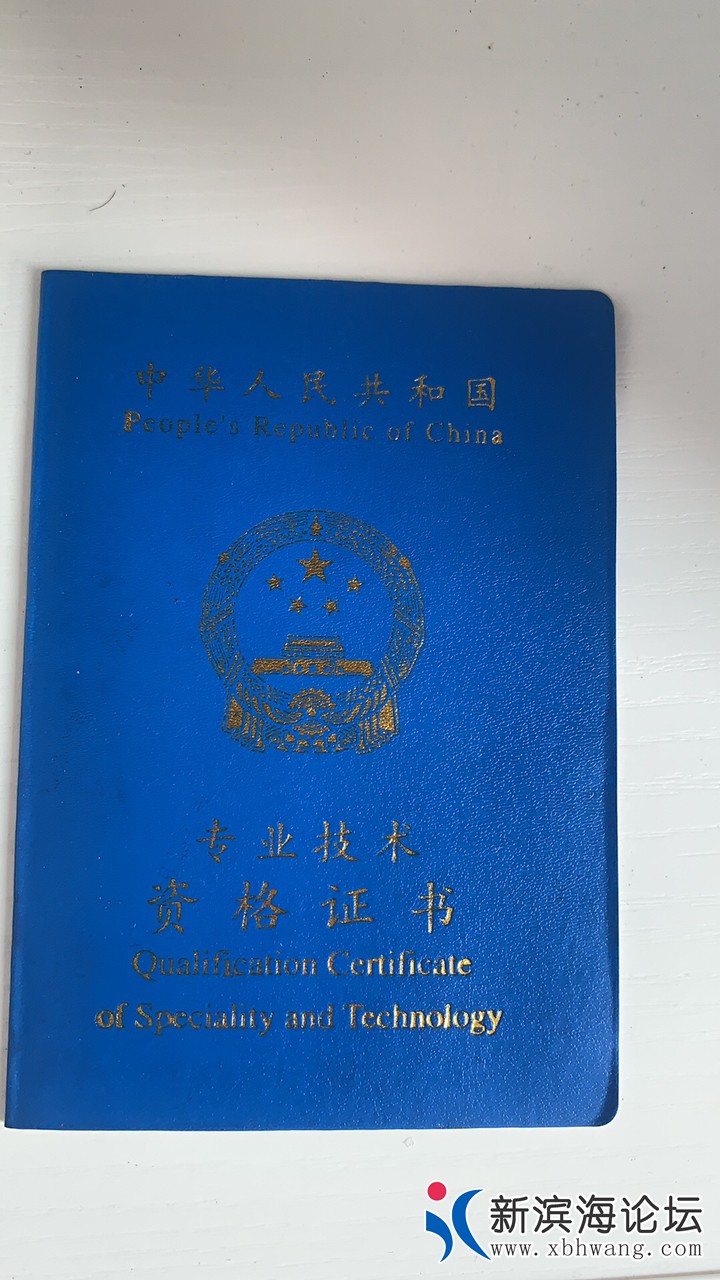 中华人民共和国
People's Republic of China
专业技术
资格证书
Qualification Certificate
of Speciality and Technology
新滨海论坛
www.xbhwang.com